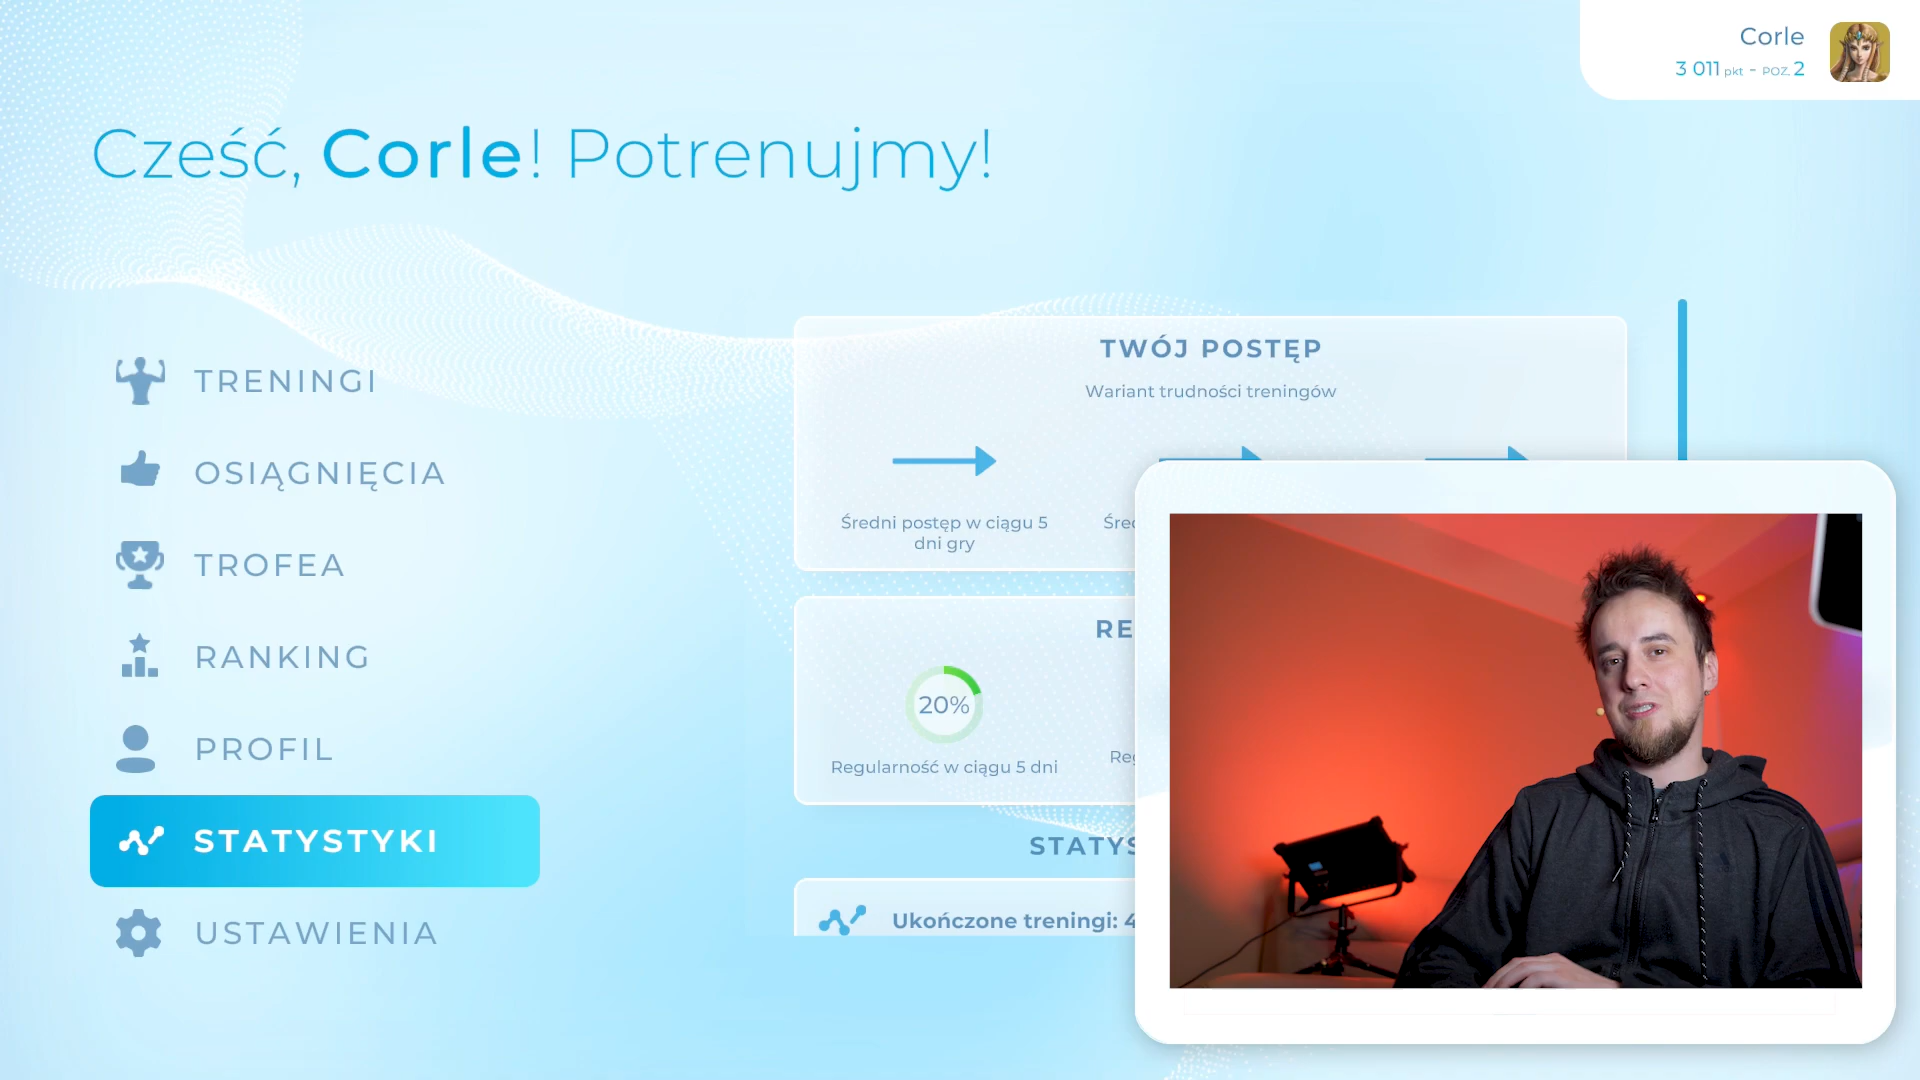 Corle
3 011 pkt - POZ. 2
Cześć, Corle! Potrenujmy!
TRENINGI
OSIĄGNIĘCIA
TROFEA
RANKING
PROFIL
STATYSTYKI
USTAWIENIA
TWÓJ POSTĘP
Wariant trudności treningów
Średni postęp w ciągu 5
dni gry
20%
Regularność w ciągu 5 dni
Ukończone treningi: 4